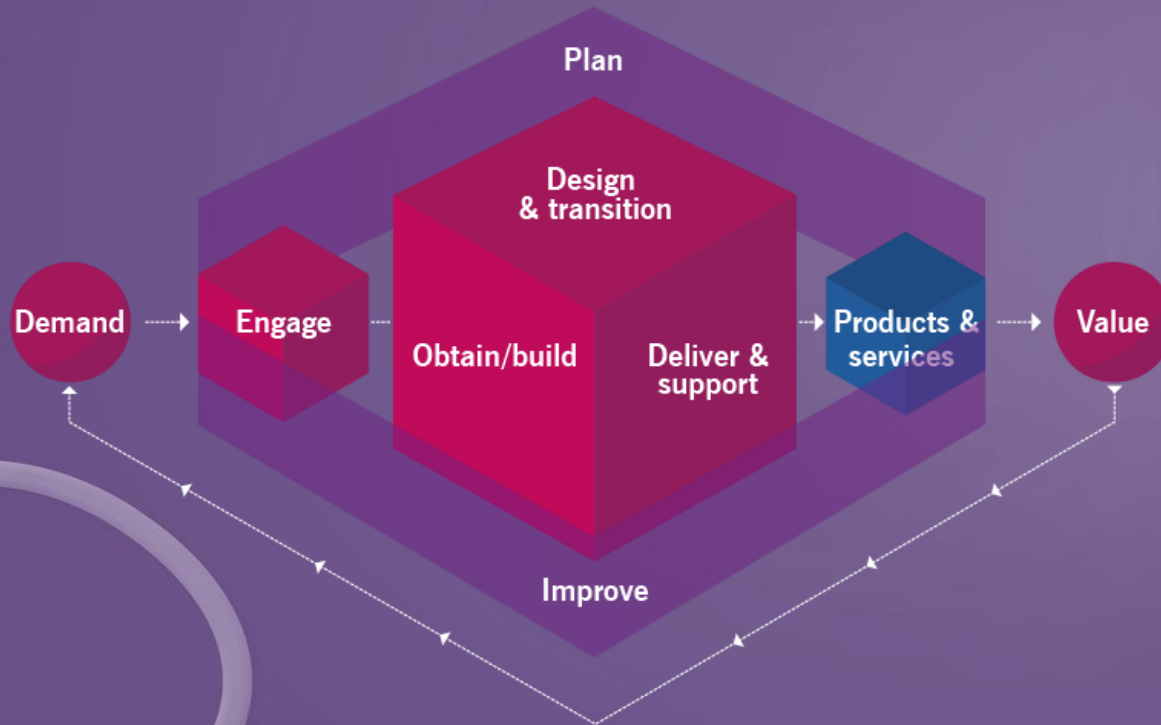 Plan
Design
& transition
Demand
Engage
Obtain/build
Deliver &
support
Products &
services
Value
Improve